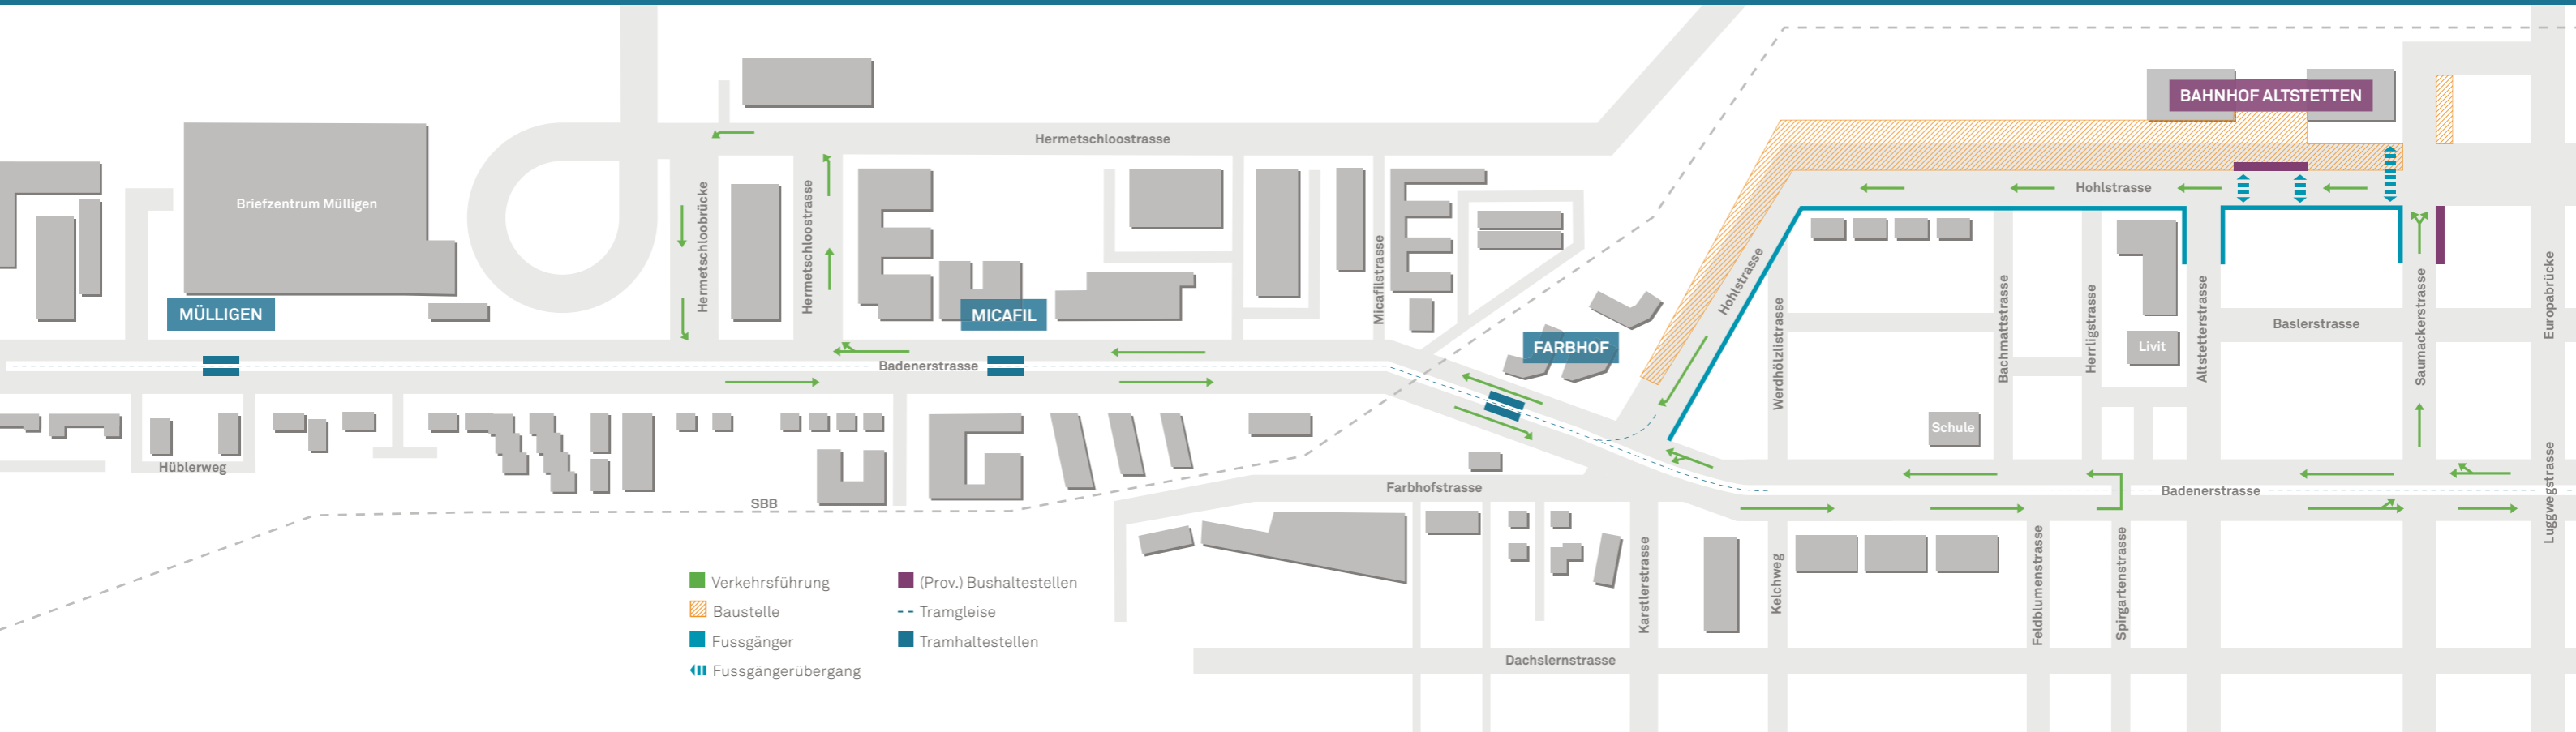 BAHNHOF ALTSTETTEN
Hermetschloostrasse
Hohlstrasse
Briefzentrum Mülligen
Hermetschloobrücke
Hermetschloostrasse
Micafilstrasse
Hohlstrasse
Werdhölzlistrasse
Bachmattstrasse
Herrligstrasse
Altstetterstrasse
Saumackerstrasse
Europabrücke
MÜLLIGEN
MICAFIL
FARBHOF
Baslerstrasse
Livit
Badenerstrasse
Schule
Hüblerweg
Farbhofstrasse
Badenerstrasse
Luggwegstrasse
SBB
Karstlerstrasse
Kelchweg
Feldblumenstrasse
Spirgartenstrasse
Dachslernstrasse
Verkehrsführung
Baustelle
Fussgänger
Fussgängerübergang
(Prov.) Bushaltestellen
Tramgleise
Tramhaltestellen